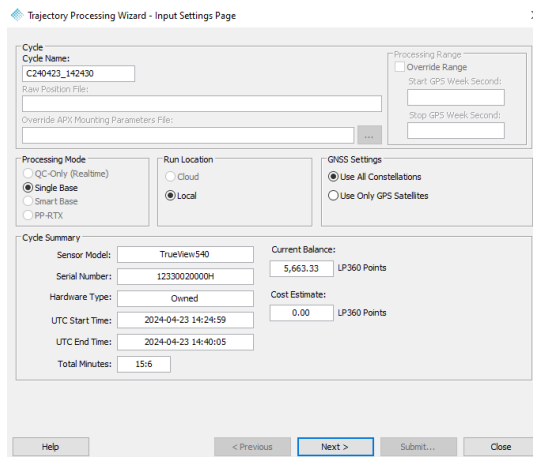 Trajectory Processing Wizard - Input Settings Page
Cycle
Cycle Name:
C240423_142430
Raw Position File:
Override APX Mounting Parameters File:
...
Processing Range
Override Range
Start GPS Week Second:
Stop GPS Week Second:
Processing Mode
QC-Only (Realtime)
Single Base
Smart Base
PP-RTX
Run Location
Cloud
Local
GNSS Settings
Use All Constellations
Use Only GPS Satellites
Cycle Summary
Sensor Model: TrueView540
Serial Number: 12330020000H
Hardware Type: Owned
UTC Start Time: 2024-04-23 14:24:59
UTC End Time: 2024-04-23 14:40:05
Total Minutes: 15:6
Current Balance:
5,663.33 LP360 Points
Cost Estimate:
0.00 LP360 Points
Help < Previous Next > Submit... Close